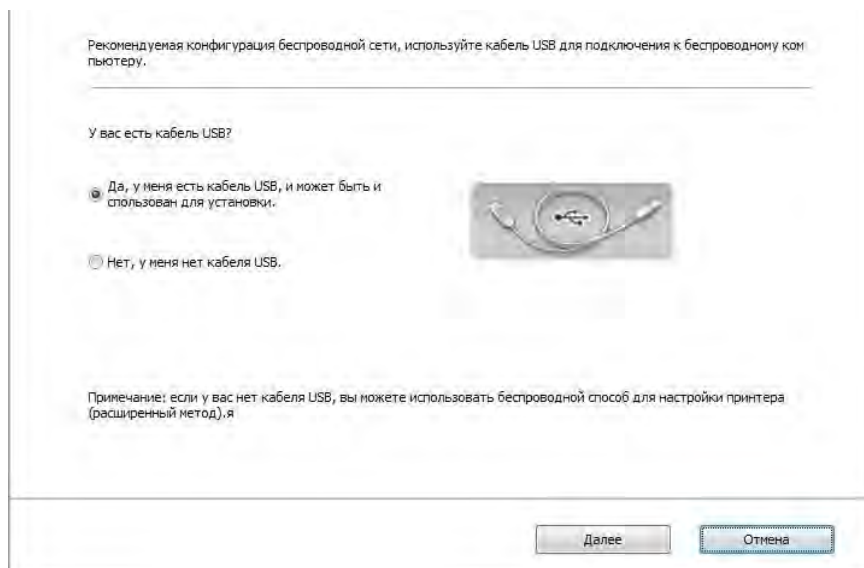 Рекомендуемая конфигурация беспроводной сети, используйте кабель USB для подключения к беспроводному ком
пьютеру.
У вас есть кабель USB?
Да, у меня есть кабель USB, и может быть и
спользован для установки.
Нет, у меня нет кабеля USB.
Примечание: если у вас нет кабеля USB, вы можете использовать беспроводной способ для настройки принтера
(расширенный метод).я
Далее
Отмена